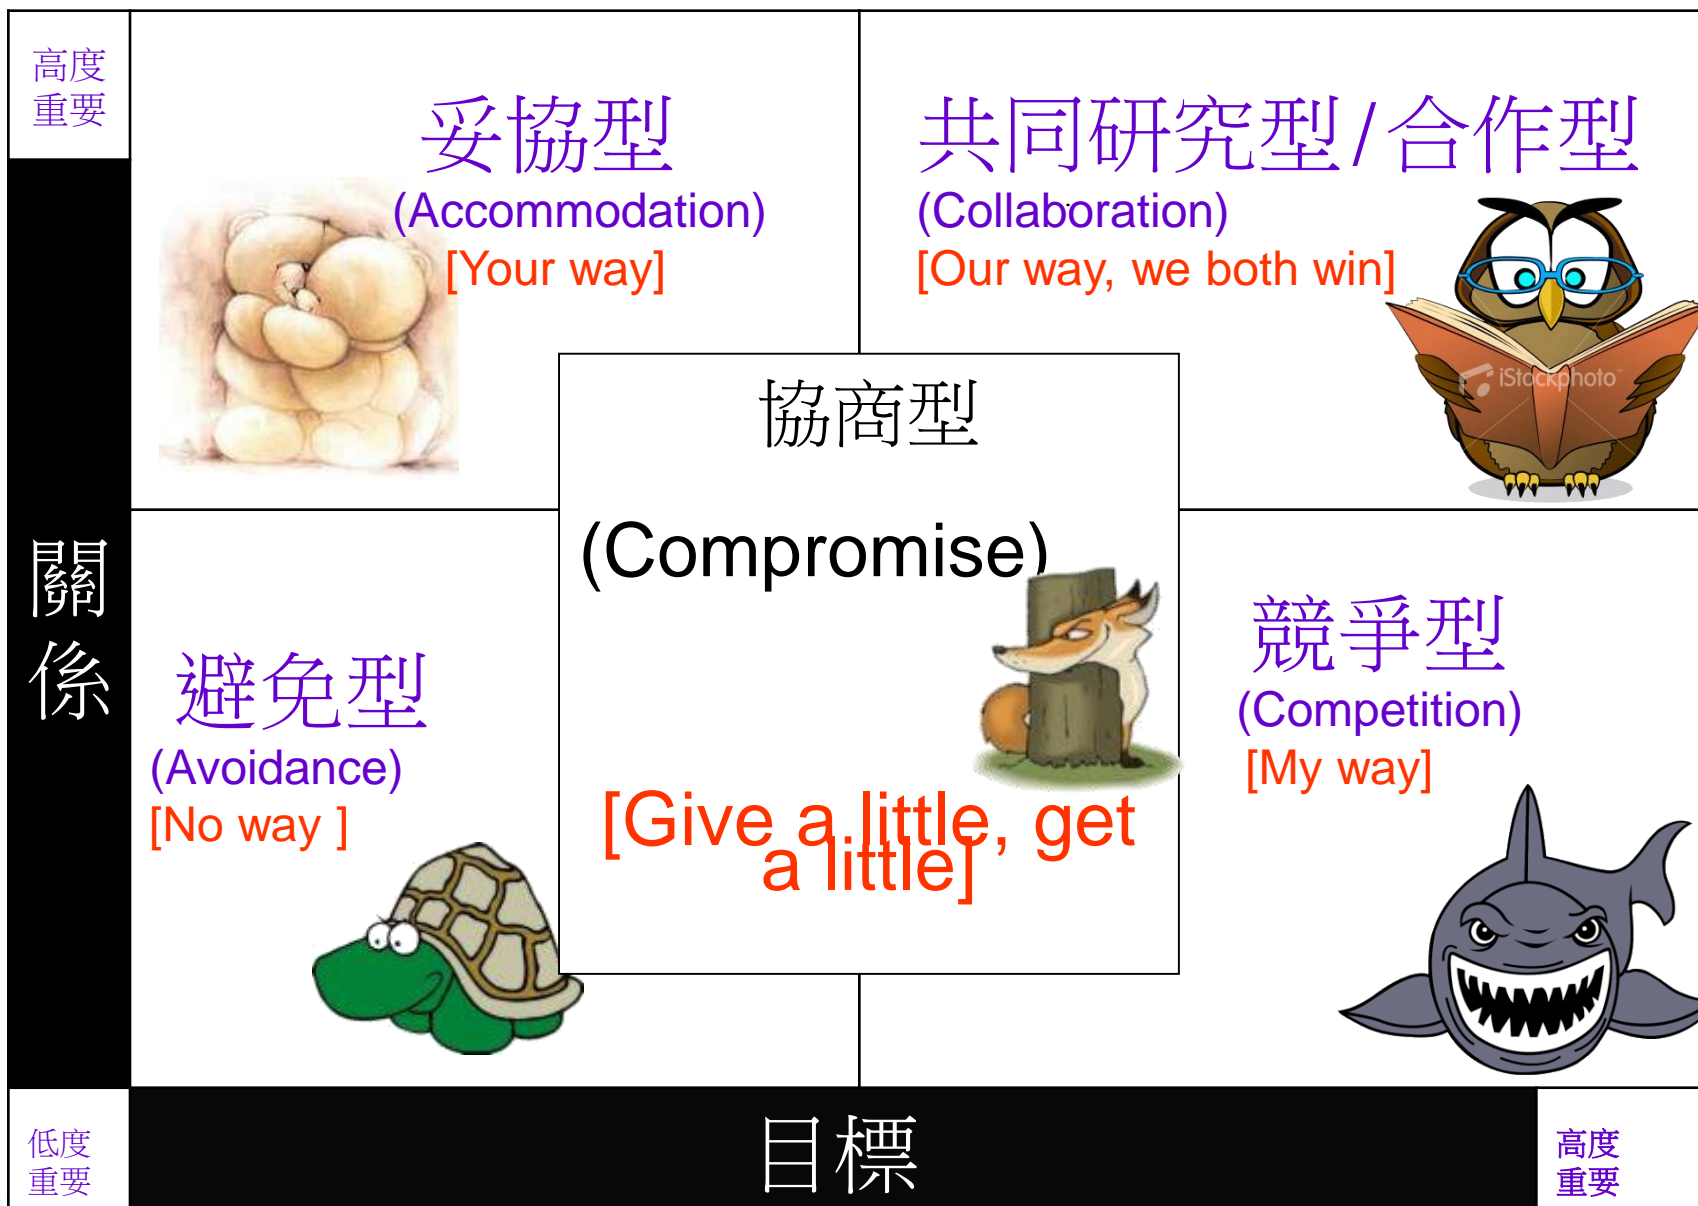 高度
重要
妥協型
(Accommodation)
[Your way]
共同研究型/合作型
(Collaboration)
[Our way, we both win]
iStockphoto
協商型
(Compromise)
[Give a little, get
a little]
關
係
避免型
(Avoidance)
[No way ]
競爭型
(Competition)
[My way]
低度
重要
目標
高度
重要